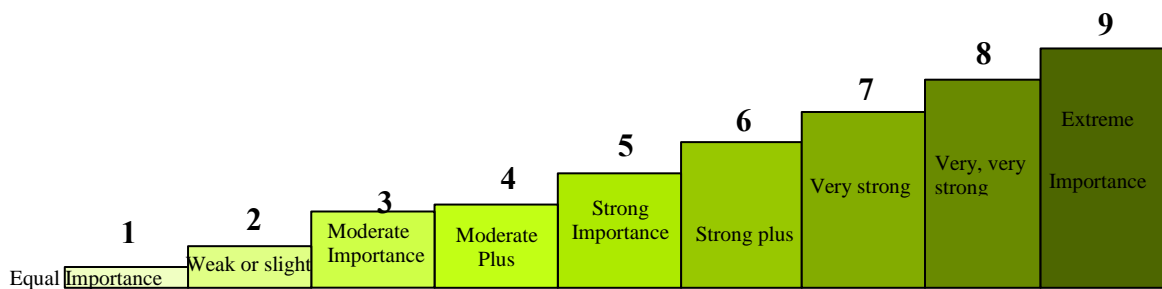 1
Equal Importance
2
Weak or slight
3
Moderate
Importance
4
Moderate
Plus
5
Strong
Importance
6
Strong plus
7
Very strong
8
Very, very
strong
9
Extreme
Importance